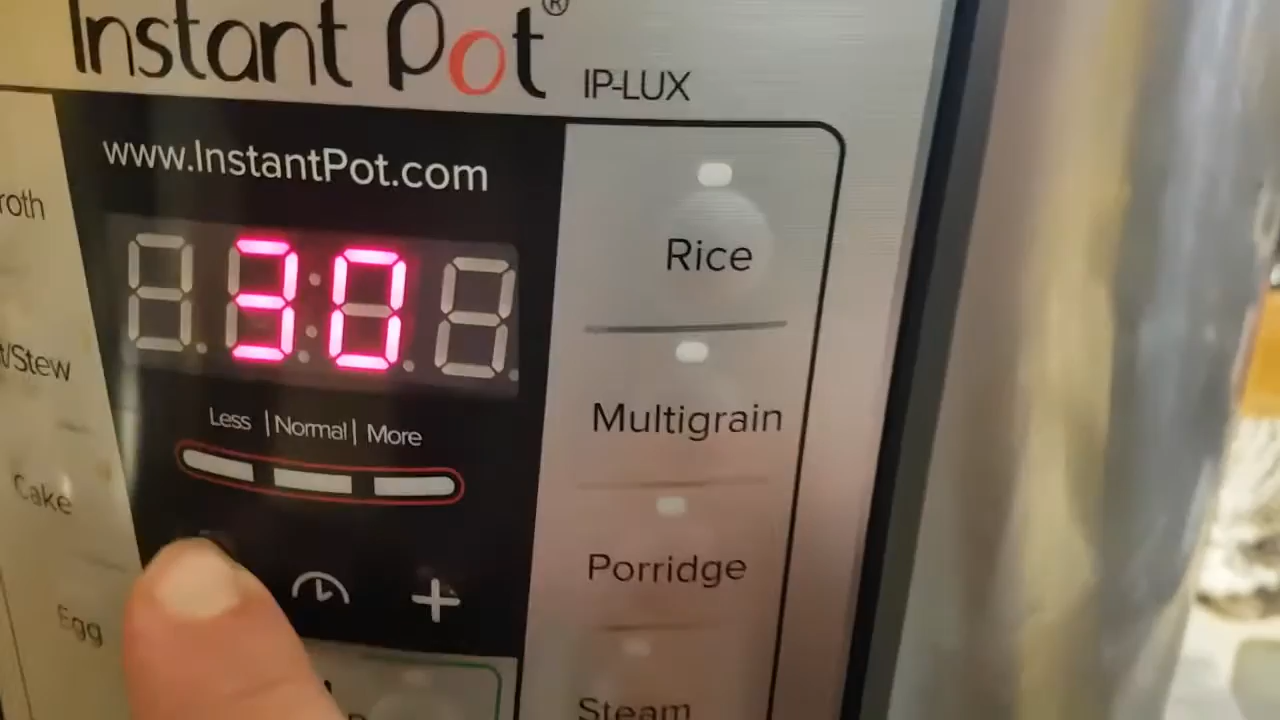 Instant Pot®
IP-LUX
www.InstantPot.com
30
Less | Normal | More
roth
t/Stew
Cake
Egg
Rice
Multigrain
Porridge
Steam